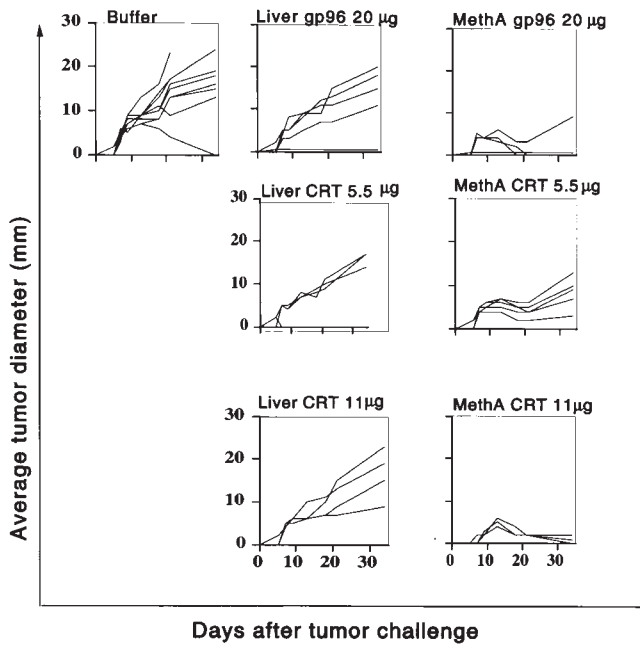 Buffer
Liver gp96 20 µg
MethA gp96 20 µg
30
20
10
0
Liver CRT 5.5 µg
MethA CRT 5.5µg
30
20
10
0
Liver CRT 11µg
MethA CRT 11µg
30
20
10
0
0 10 20 30
0 10 20 30
Average tumor diameter (mm)
Days after tumor challenge